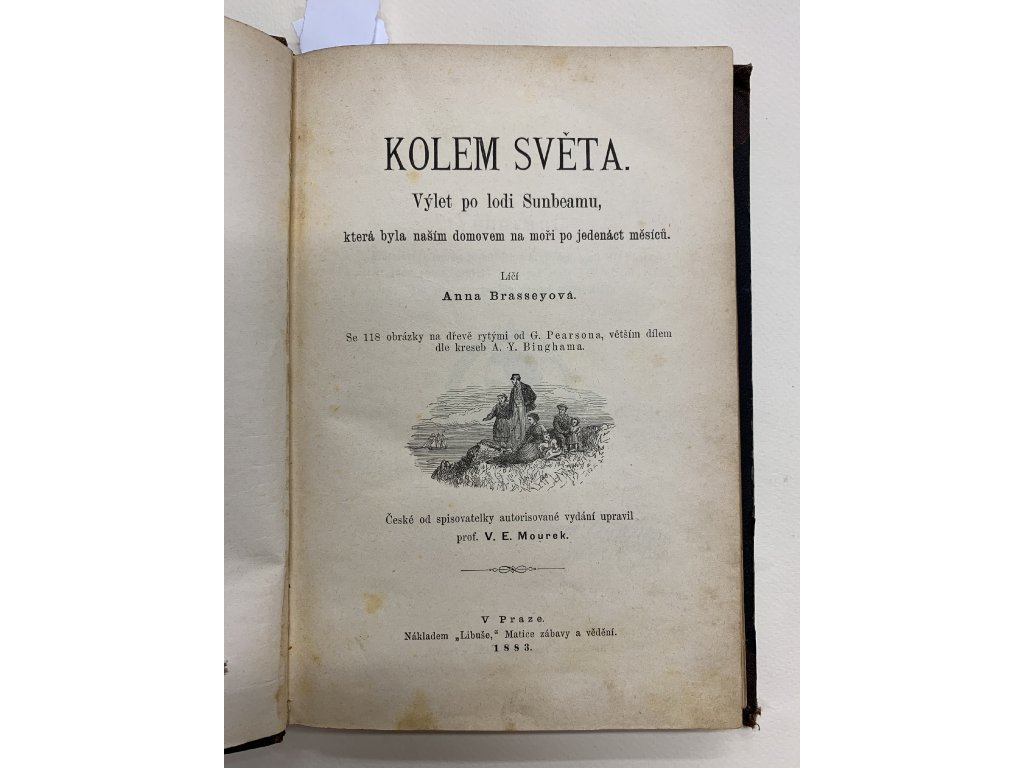 KOLEM SVĚTA.
Výlet po lodi Sunbeamu,
která byla naším domovem na moři po jedenáct měsíců.
Líčí
Anna Brasseyová.
Se 118 obrázky na dřevě rytými od G. Pearsona, větším dílem
dle kreseb A. Y. Binghama.
České od spisovatelky autorisované vydání upravil
prof. V. E. Mourek.
V Praze.
Nákladem „Libuše,“ Matice zábavy a vědění.
1883.